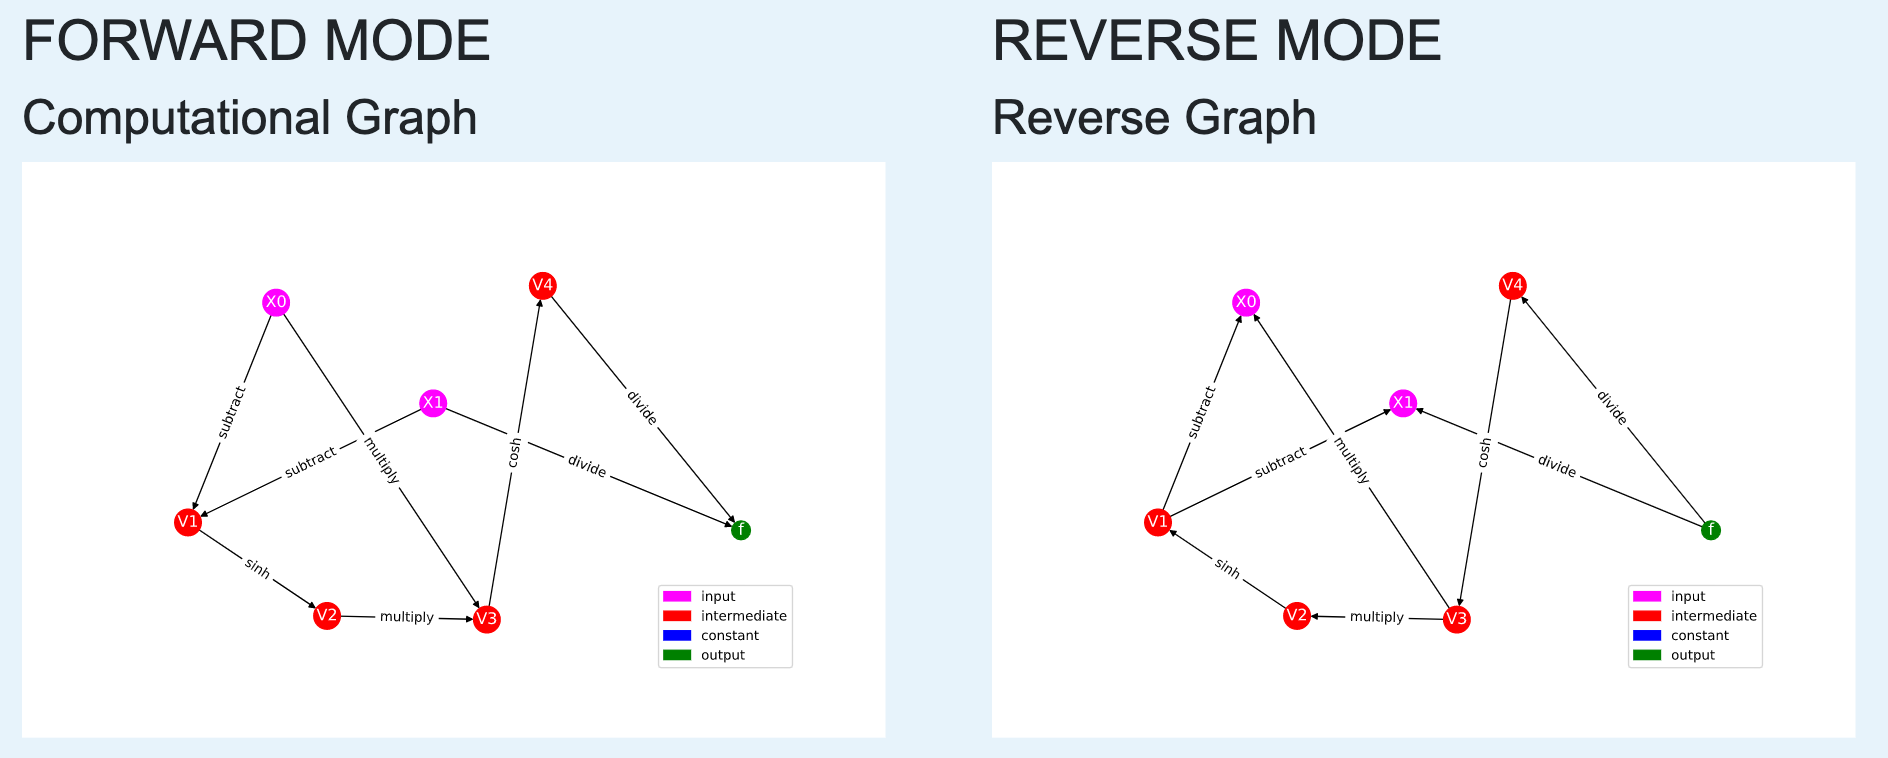 FORWARD MODE
Computational Graph
X0
V4
X1
subtract
multiply
divide
cosh
subtract
divide
V1
f
sinh
V2
multiply
V3
input
intermediate
constant
output
REVERSE MODE
Reverse Graph
X0
V4
X1
subtract
multiply
divide
cosh
subtract
divide
V1
f
sinh
V2
multiply
V3
input
intermediate
constant
output